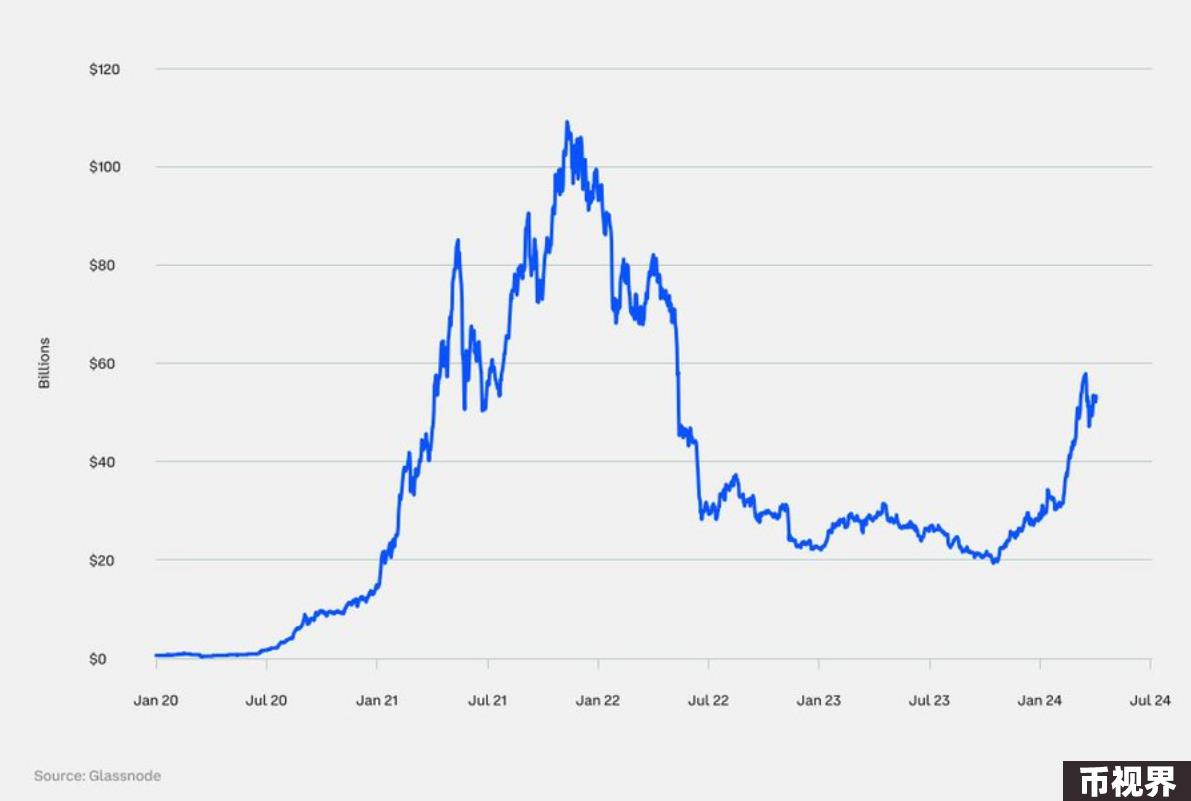 $120
$100
$80
$60
$40
$20
$0
Billions
Jan 20 Jul 20 Jan 21 Jul 21 Jan 22 Jul 22 Jan 23 Jul 23 Jan 24 Jul 24
Source: Glassnode
币视界